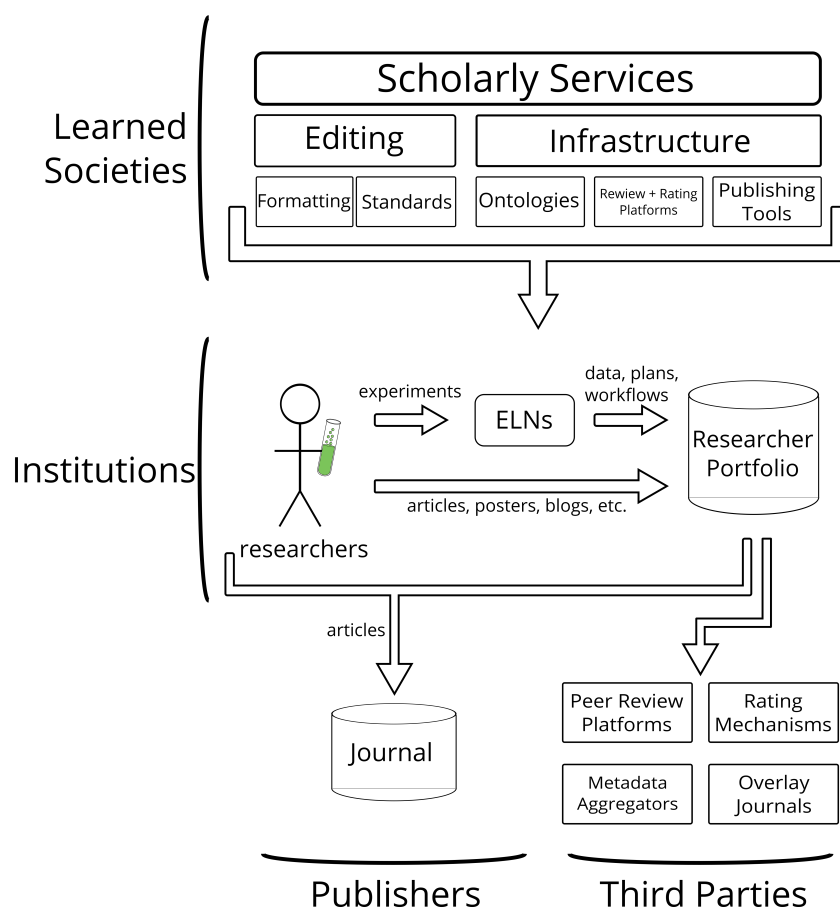 Learned
Societies
Scholarly Services
Editing
Infrastructure
Formatting
Standards
Ontologies
Rewiew + Rating
Platforms
Publishing
Tools
Institutions
experiments
ELNs
data, plans,
workflows
Researcher
Portfolio
articles, posters, blogs, etc.
researchers
articles
Journal
Peer Review
Platforms
Rating
Mechanisms
Metadata
Aggregators
Overlay
Journals
Publishers
Third Parties